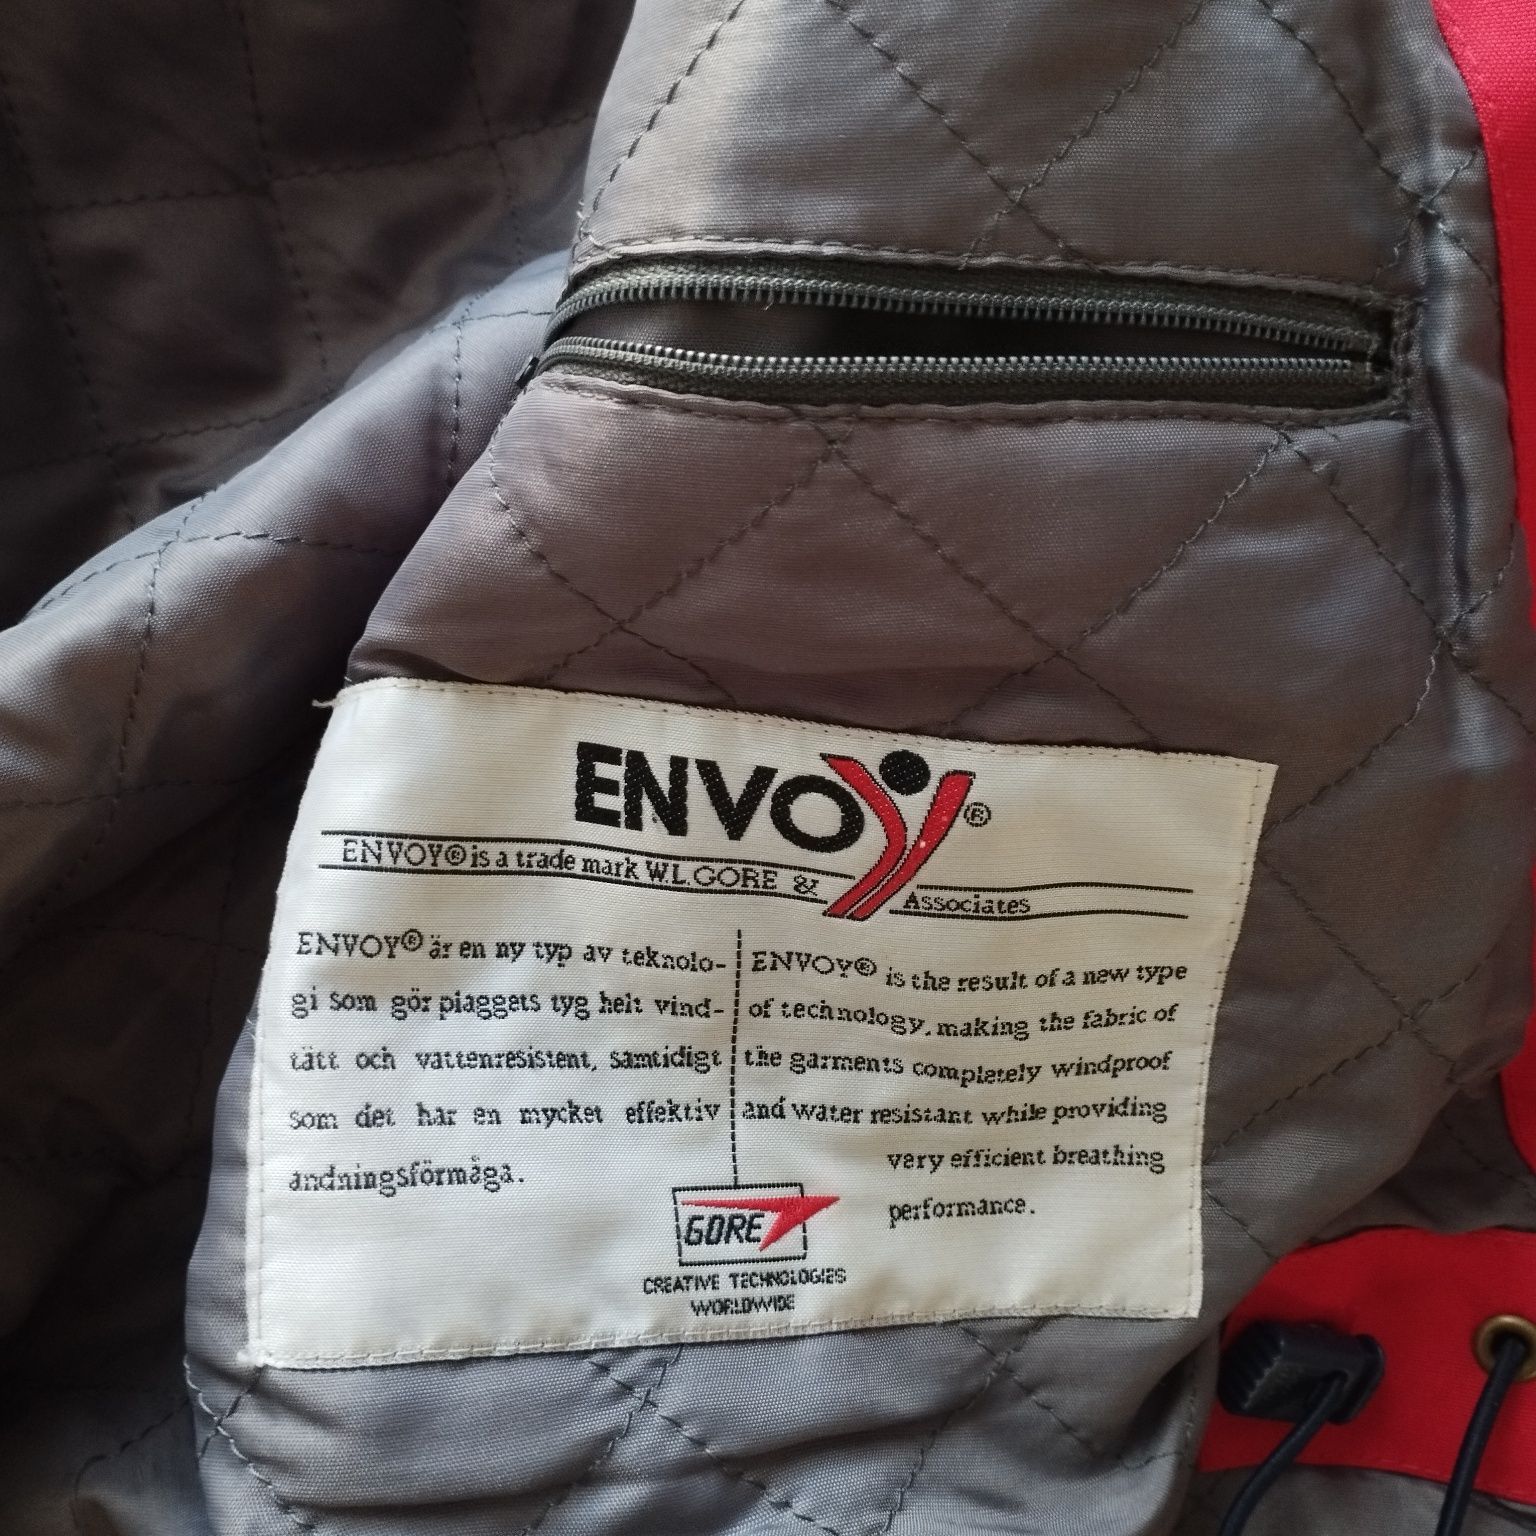 ENVOY®
ENVOY® is a trade mark W.L. GORE & Associates
ENVOY® är en ny typ av teknolo-
gi som gör plaggets tyg helt vind-
tätt och vattenresistent, samtidigt
som det har en mycket effektiv
andningsförmåga.
ENVOY® is the result of a new type
of technology, making the fabric of
the garments completely windproof
and water resistant while providing
very efficient breathing
performance.
GORE
CREATIVE TECHNOLOGIES
WORLDWIDE